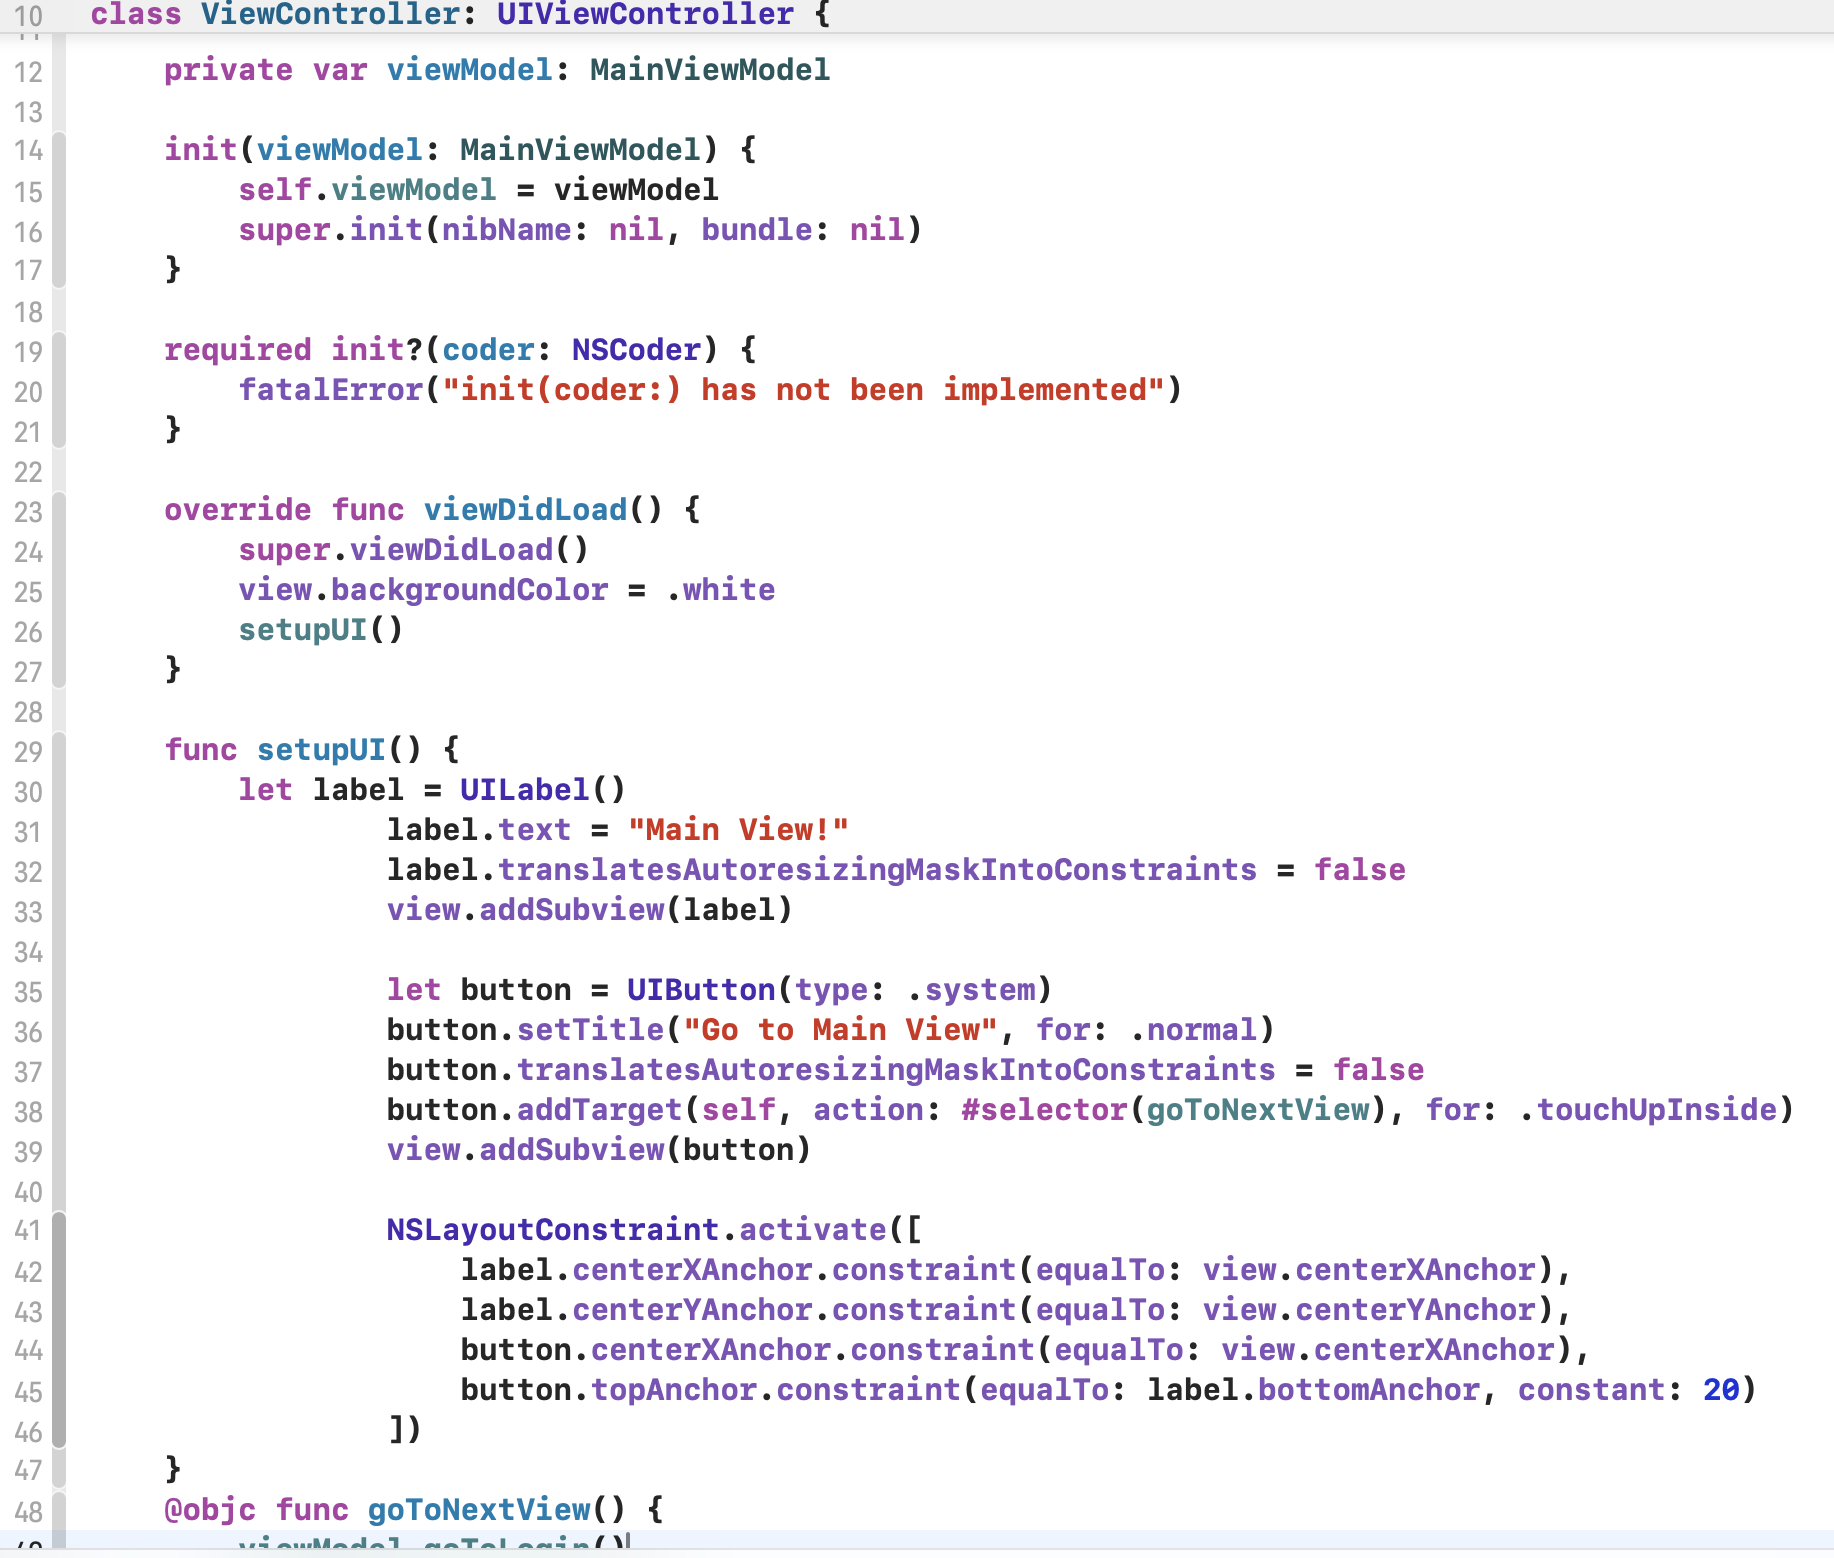 10 class ViewController: UIViewController {
11
12 private var viewModel: MainViewModel
13
14 init(viewModel: MainViewModel) {
15 self.viewModel = viewModel
16 super.init(nibName: nil, bundle: nil)
17 }
18
19 required init?(coder: NSCoder) {
20 fatalError("init(coder:) has not been implemented")
21 }
22
23 override func viewDidLoad() {
24 super.viewDidLoad()
25 view.backgroundColor = .white
26 setupUI()
27 }
28
29 func setupUI() {
30 let label = UILabel()
31 label.text = "Main View!"
32 label.translatesAutoresizingMaskIntoConstraints = false
33 view.addSubview(label)
34
35 let button = UIButton(type: .system)
36 button.setTitle("Go to Main View", for: .normal)
37 button.translatesAutoresizingMaskIntoConstraints = false
38 button.addTarget(self, action: #selector(goToNextView), for: .touchUpInside)
39 view.addSubview(button)
40
41 NSLayoutConstraint.activate([
42 label.centerXAnchor.constraint(equalTo: view.centerXAnchor),
43 label.centerYAnchor.constraint(equalTo: view.centerYAnchor),
44 button.centerXAnchor.constraint(equalTo: view.centerXAnchor),
45 button.topAnchor.constraint(equalTo: label.bottomAnchor, constant: 20)
46 ])
47 }
48 @objc func goToNextView() {
49 viewModel.goToLogin()